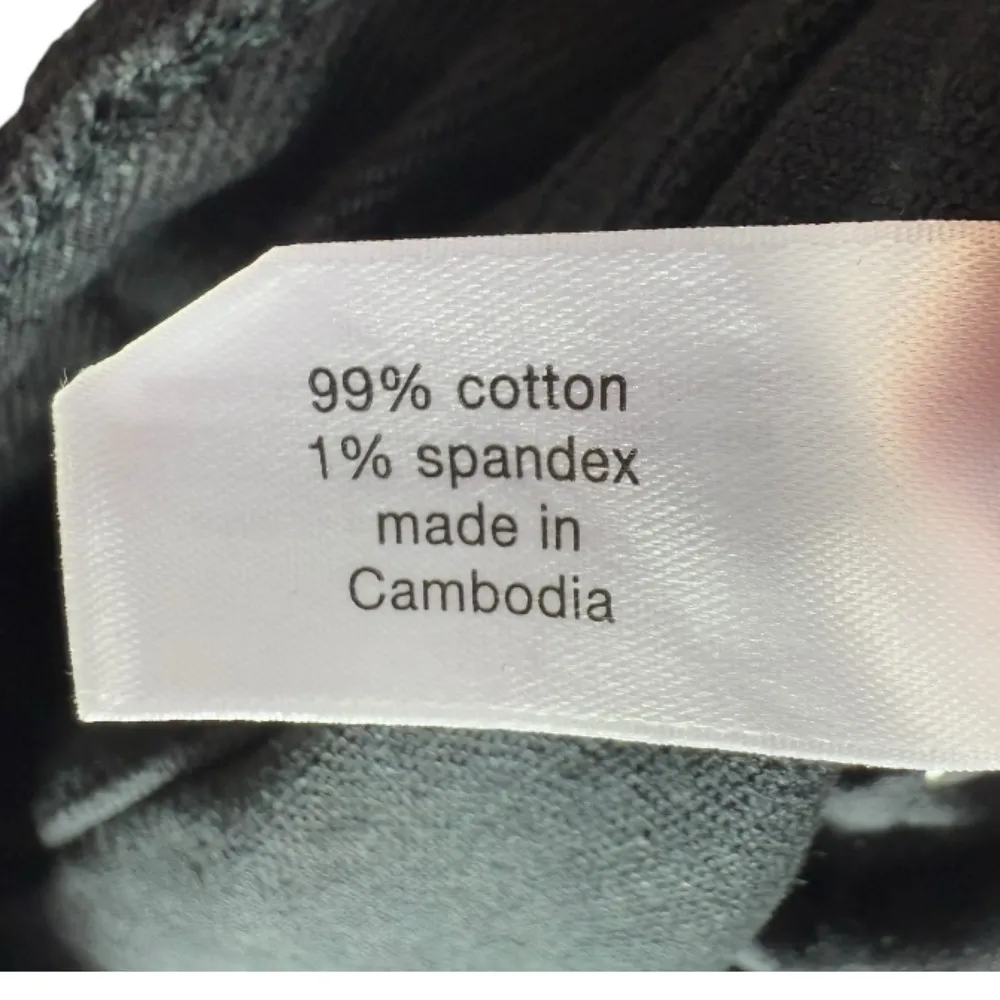 99% cotton
1% spandex
made in
Cambodia